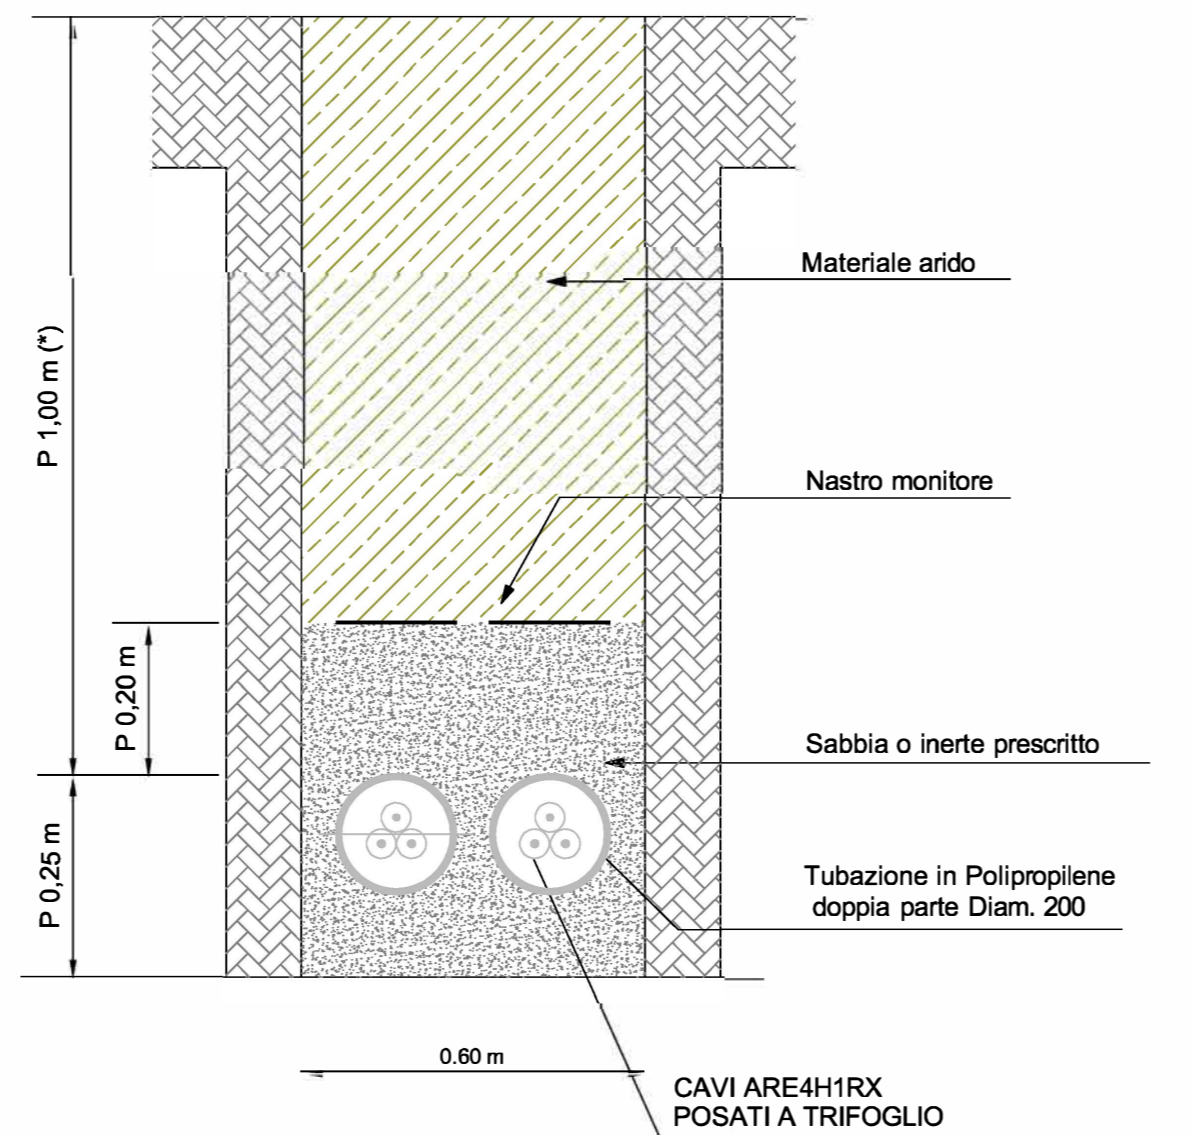 Materiale arido
P 1,00 m (*)
Nastro monitore
P 0,20 m
Sabbia o inerte prescritto
P 0,25 m
Tubazione in Polipropilene
doppia parte Diam. 200
0.60 m
CAVI ARE4H1RX
POSATI A TRIFOGLIO